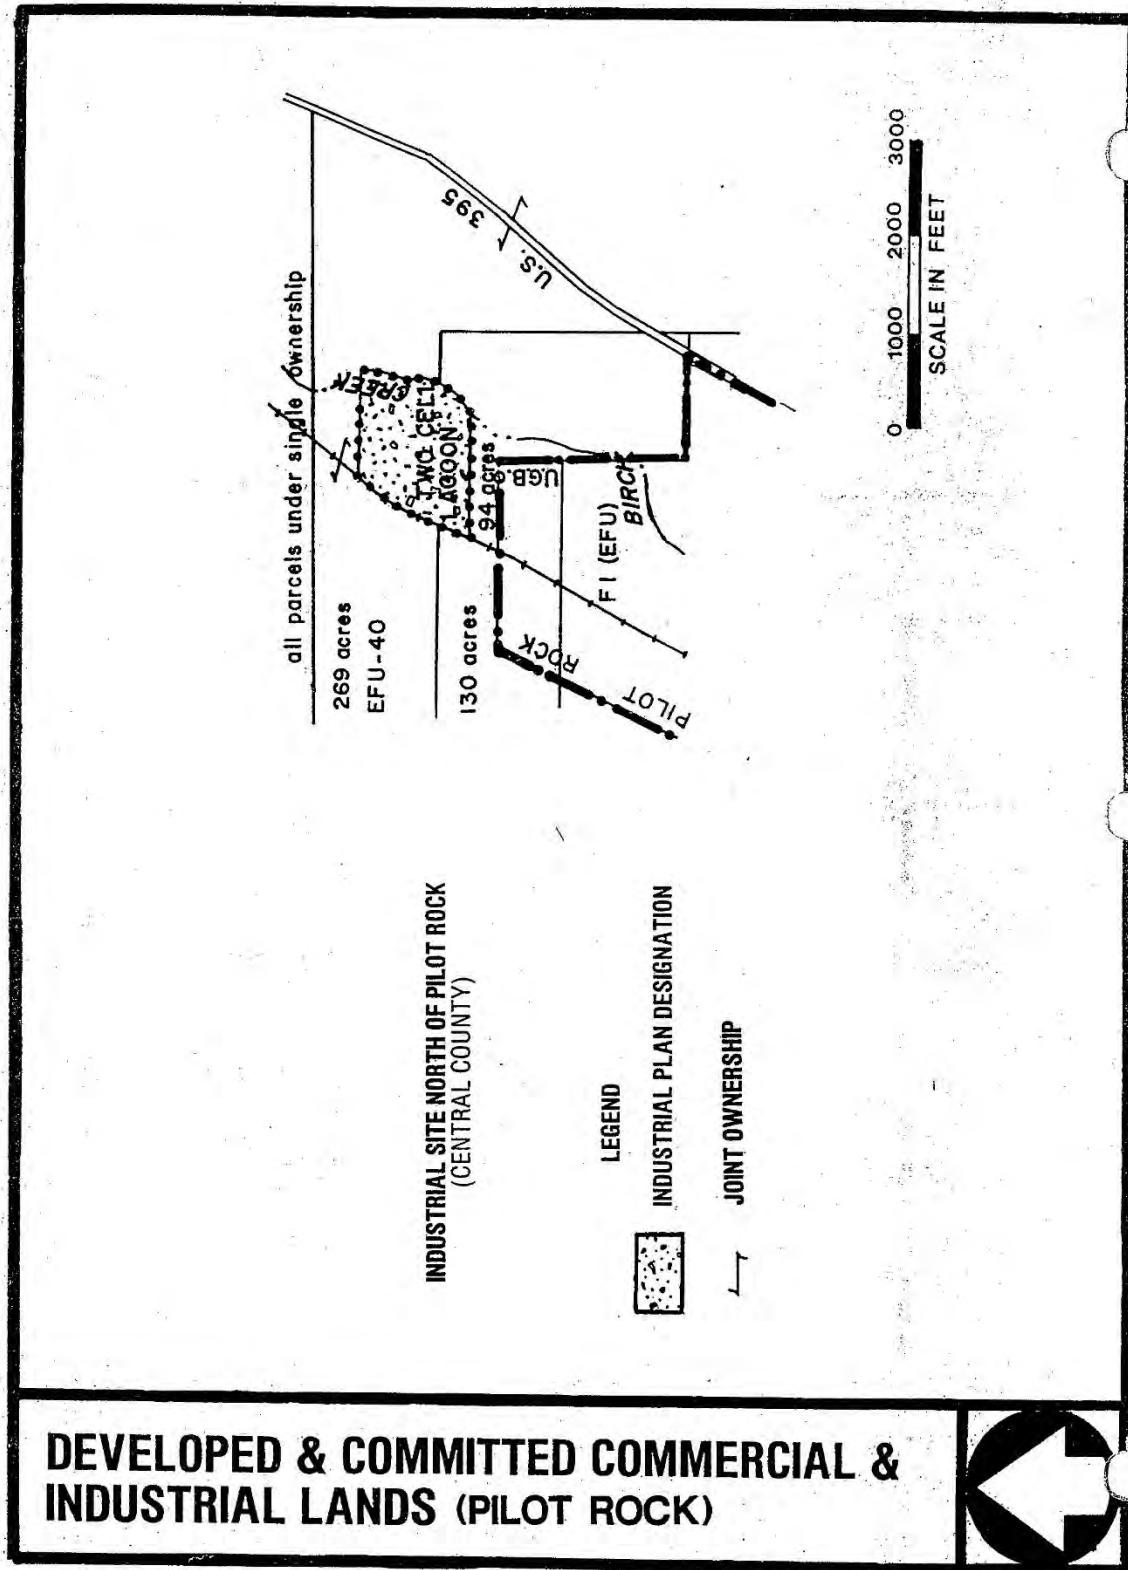 all parcels under single ownership
269 acres
EFU-40
130 acres
94 acres
TWO CELL
LAGOON
CREEK
U.S. 395
U.G.B.
F1 (EFU)
BIRCH
PILOT ROCK
0 1000 2000 3000
SCALE IN FEET
INDUSTRIAL SITE NORTH OF PILOT ROCK
(CENTRAL COUNTY)
LEGEND
INDUSTRIAL PLAN DESIGNATION
JOINT OWNERSHIP
DEVELOPED & COMMITTED COMMERCIAL &
INDUSTRIAL LANDS (PILOT ROCK)